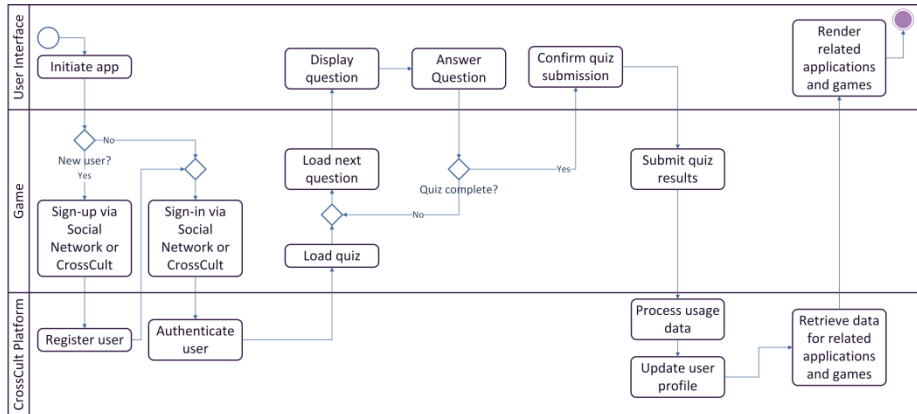 User Interface
Initiate app
Display
question
Answer
Question
Confirm quiz
submission
Render
related
applications
and games
Game
New user?
No
Yes
Sign-up via
Social
Network or
CrossCult
Sign-in via
Social
Network or
CrossCult
Load next
question
Load quiz
Quiz complete?
No
Yes
Submit quiz
results
CrossCult Platform
Register user
Authenticate
user
Process usage
data
Update user
profile
Retrieve data
for related
applications
and games